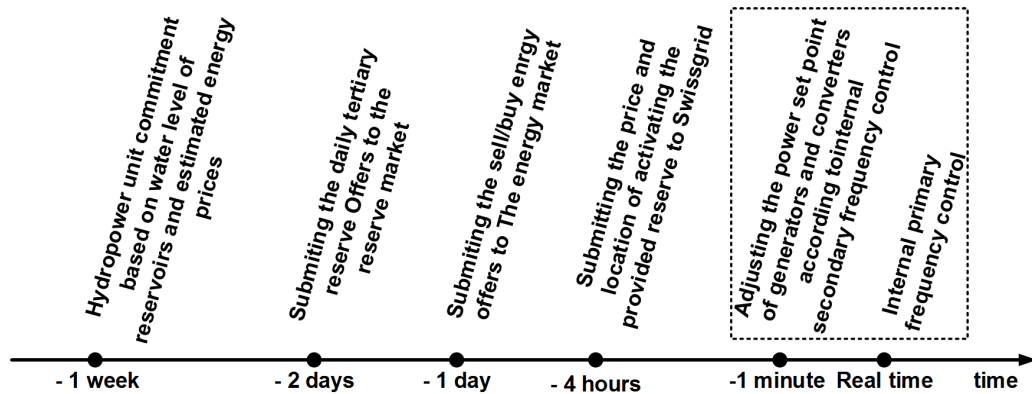 Hydropower unit commitment
based on water level of
reservoirs and estimated energy
prices
Submiting the daily tertiary
reserve Offers to the
reserve market
Submiting the sell/buy enrgy
offers to The energy market
Submitting the price and
location of activating the
provided reserve to Swissgrid
Adjusting the power set point
of generators and converters
according tointernal
secondary frequency control
Internal primary
frequency control
- 1 week
- 2 days
- 1 day
- 4 hours
-1 minute
Real time
time